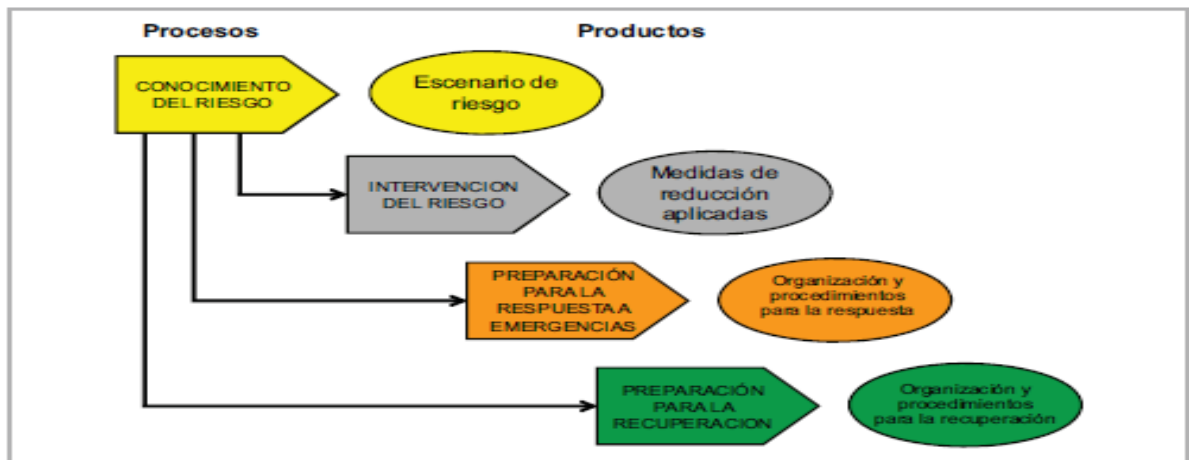 Procesos Productos
CONOCIMIENTO
DEL RIESGO
Escenario de
riesgo
INTERVENCION
DEL RIESGO
Medidas de
reducción
aplicadas
PREPARACIÓN
PARA LA
RESPUESTA A
EMERGENCIAS
Organización y
procedimientos
para la respuesta
PREPARACIÓN
PARA LA
RECUPERACION
Organización y
procedimientos
para la recuperación